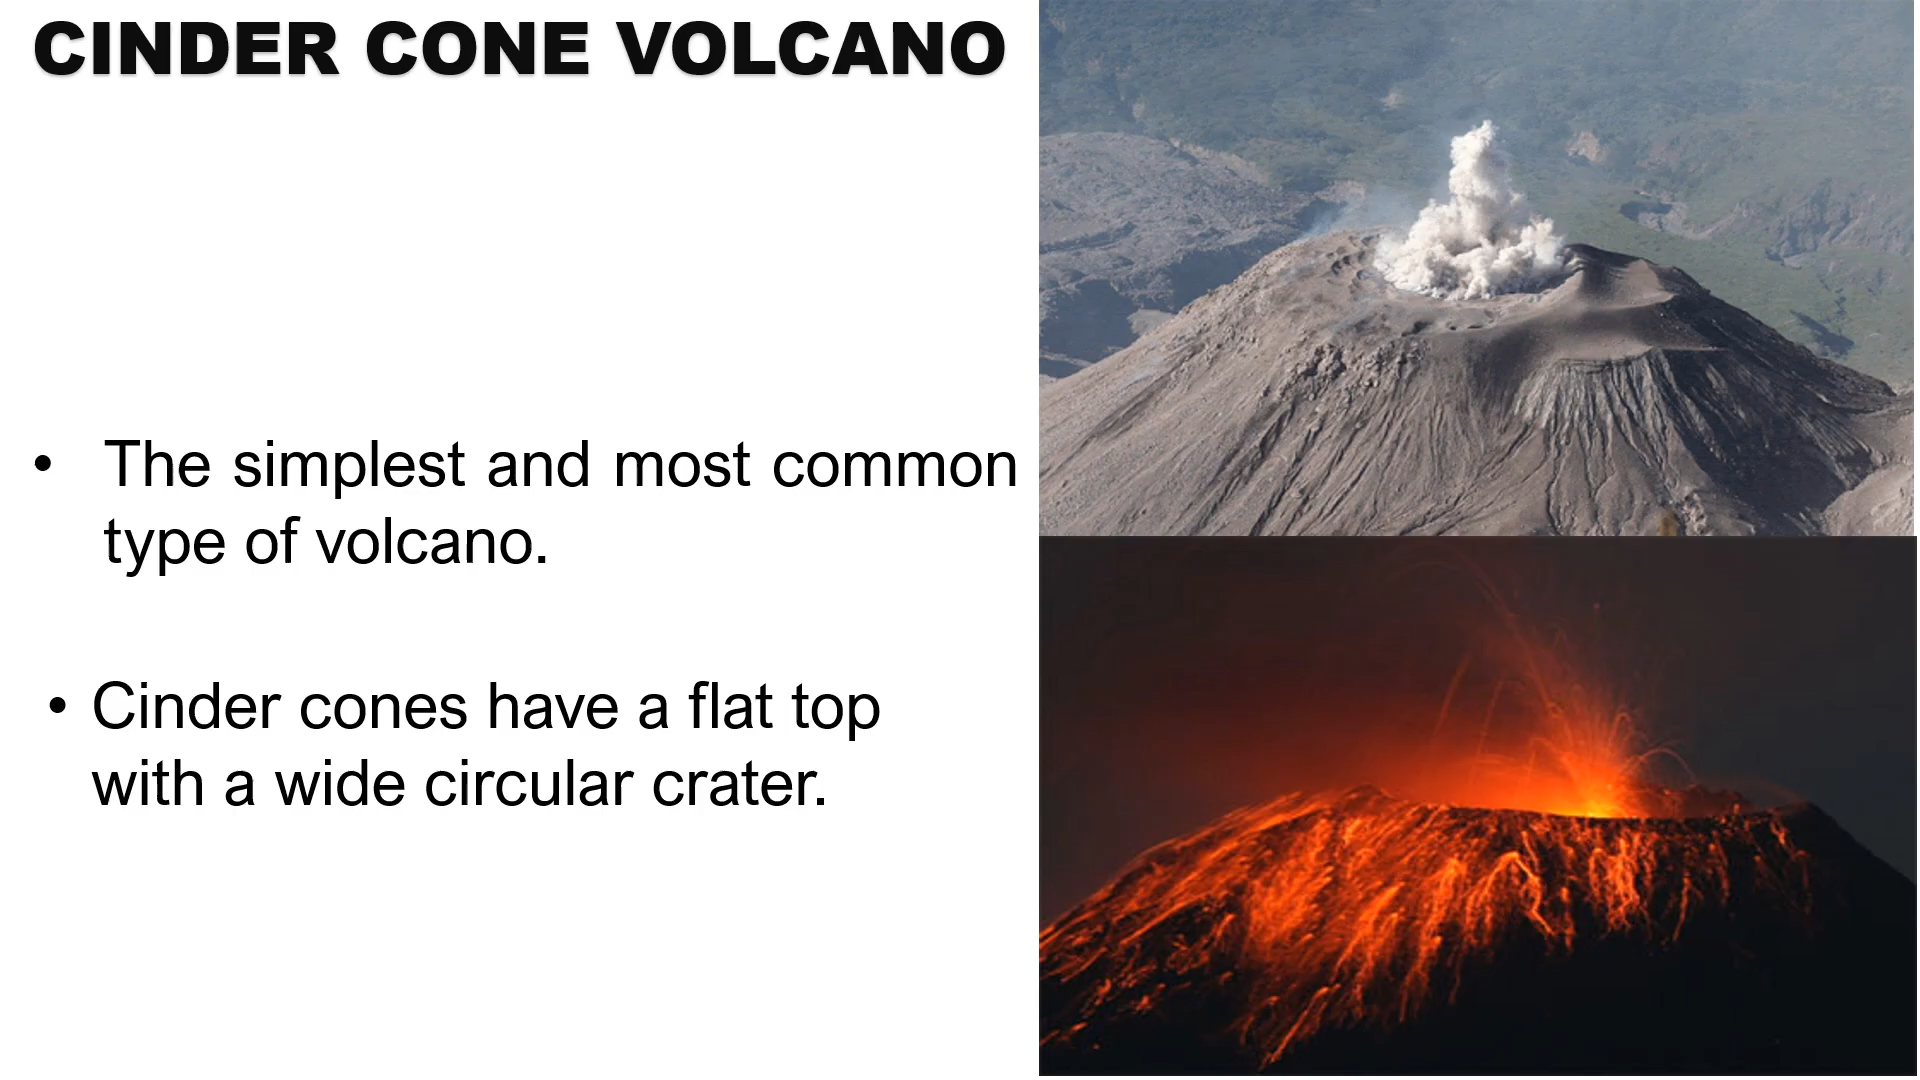 CINDER CONE VOLCANO
• The simplest and most common
type of volcano.
• Cinder cones have a flat top
with a wide circular crater.